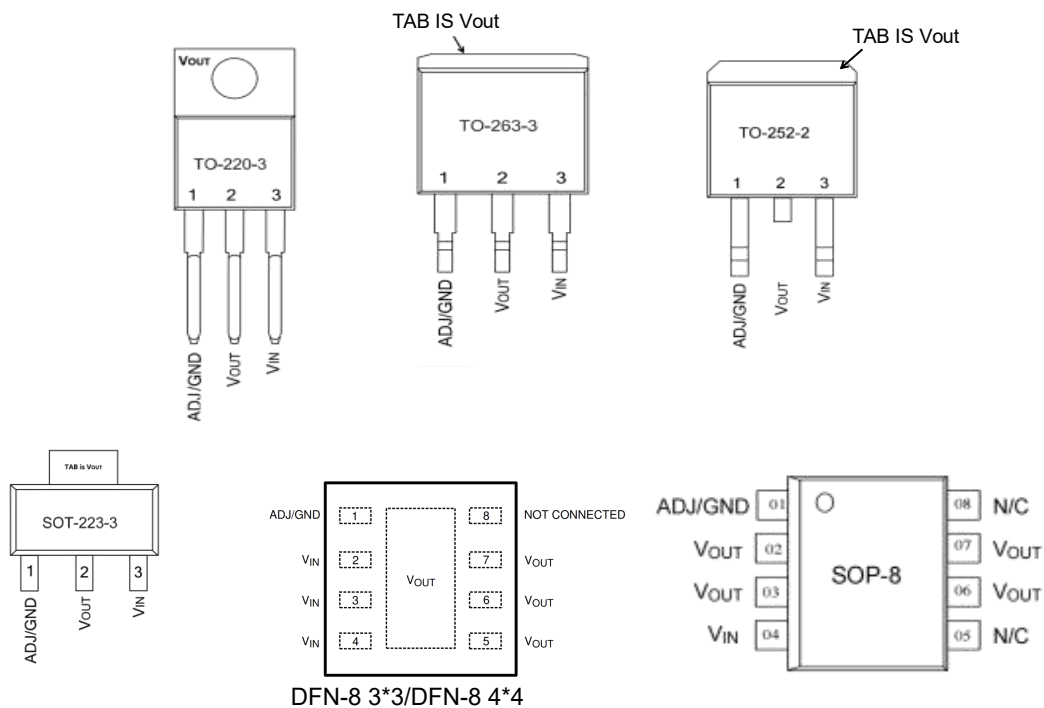 TAB IS Vout
VOUT
TO-220-3
1 2 3
ADJ/GND
VOUT
VIN
TO-263-3
1 2 3
ADJ/GND
VOUT
VIN
TAB IS Vout
TO-252-2
1 2 3
ADJ/GND
VOUT
VIN
TAB is VOUT
SOT-223-3
1 2 3
ADJ/GND
VOUT
VIN
ADJ/GND 1 8 NOT CONNECTED
VIN 2 7 VOUT
VOUT
VIN 3 6 VOUT
VIN 4 5 VOUT
DFN-8 3*3/DFN-8 4*4
ADJ/GND 01 08 N/C
VOUT 02 07 VOUT
SOP-8
VOUT 03 06 VOUT
VIN 04 05 N/C